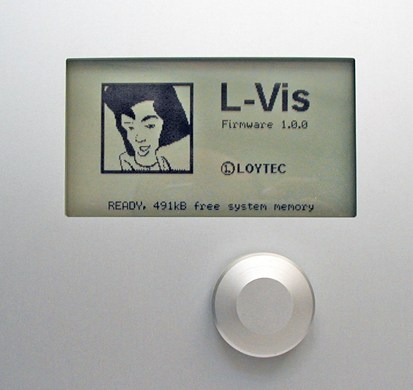 L-Vis
Firmware 1.0.0
LOYTEC
READY, 491kB free system memory